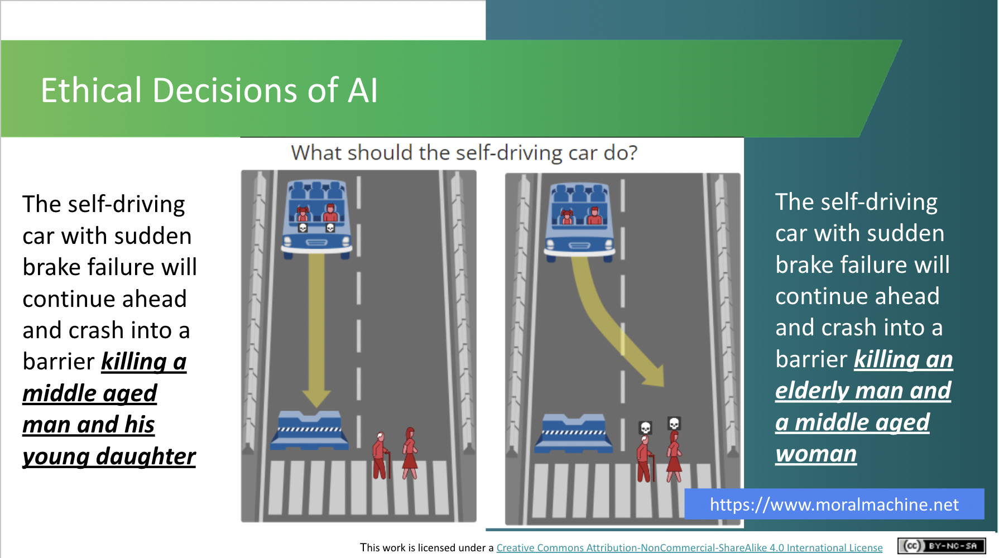 Ethical Decisions of AI
What should the self-driving car do?
The self-driving
car with sudden
brake failure will
continue ahead
and crash into a
barrier killing a
middle aged
man and his
young daughter
The self-driving
car with sudden
brake failure will
continue ahead
and crash into a
barrier killing an
elderly man and
a middle aged
woman
https://www.moralmachine.net
This work is licensed under a Creative Commons Attribution-NonCommercial-ShareAlike 4.0 International License
cc BY-NC-SA